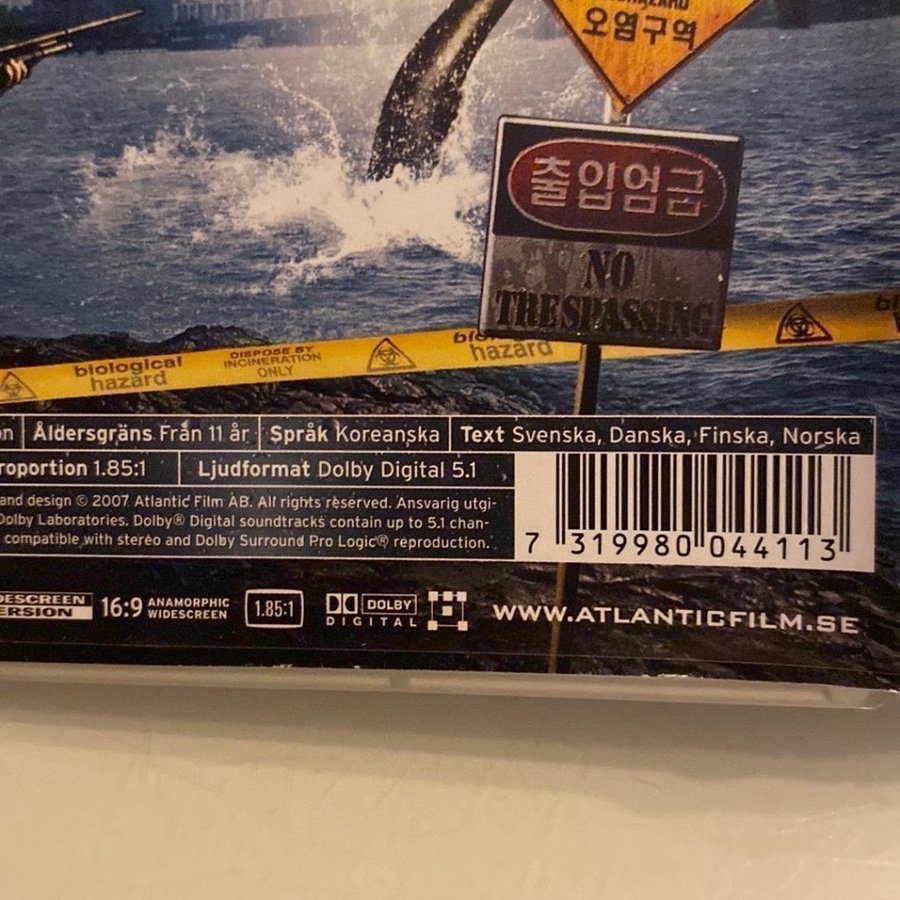 오염구역
출입엄금
NO
TRESPASSING
biological
hazard
DISPOSE BY
INCINERATION
ONLY
hazard
Åldersgräns Från 11 år
Språk Koreanska
Text Svenska, Danska, Finska, Norska
roportion 1.85:1
Ljudformat Dolby Digital 5.1
and design © 2007 Atlantic Film AB. All rights reserved. Ansvarig utgi-
Dolby Laboratories. Dolby® Digital soundtracks contain up to 5.1 chan-
compatible with stereo and Dolby Surround Pro Logic® reproduction.
7 319980 044113
DESCREEN
ERSION
16:9 ANAMORPHIC
WIDESCREEN
1.85:1
DOLBY
DIGITAL
WWW.ATLANTICFILM.SE